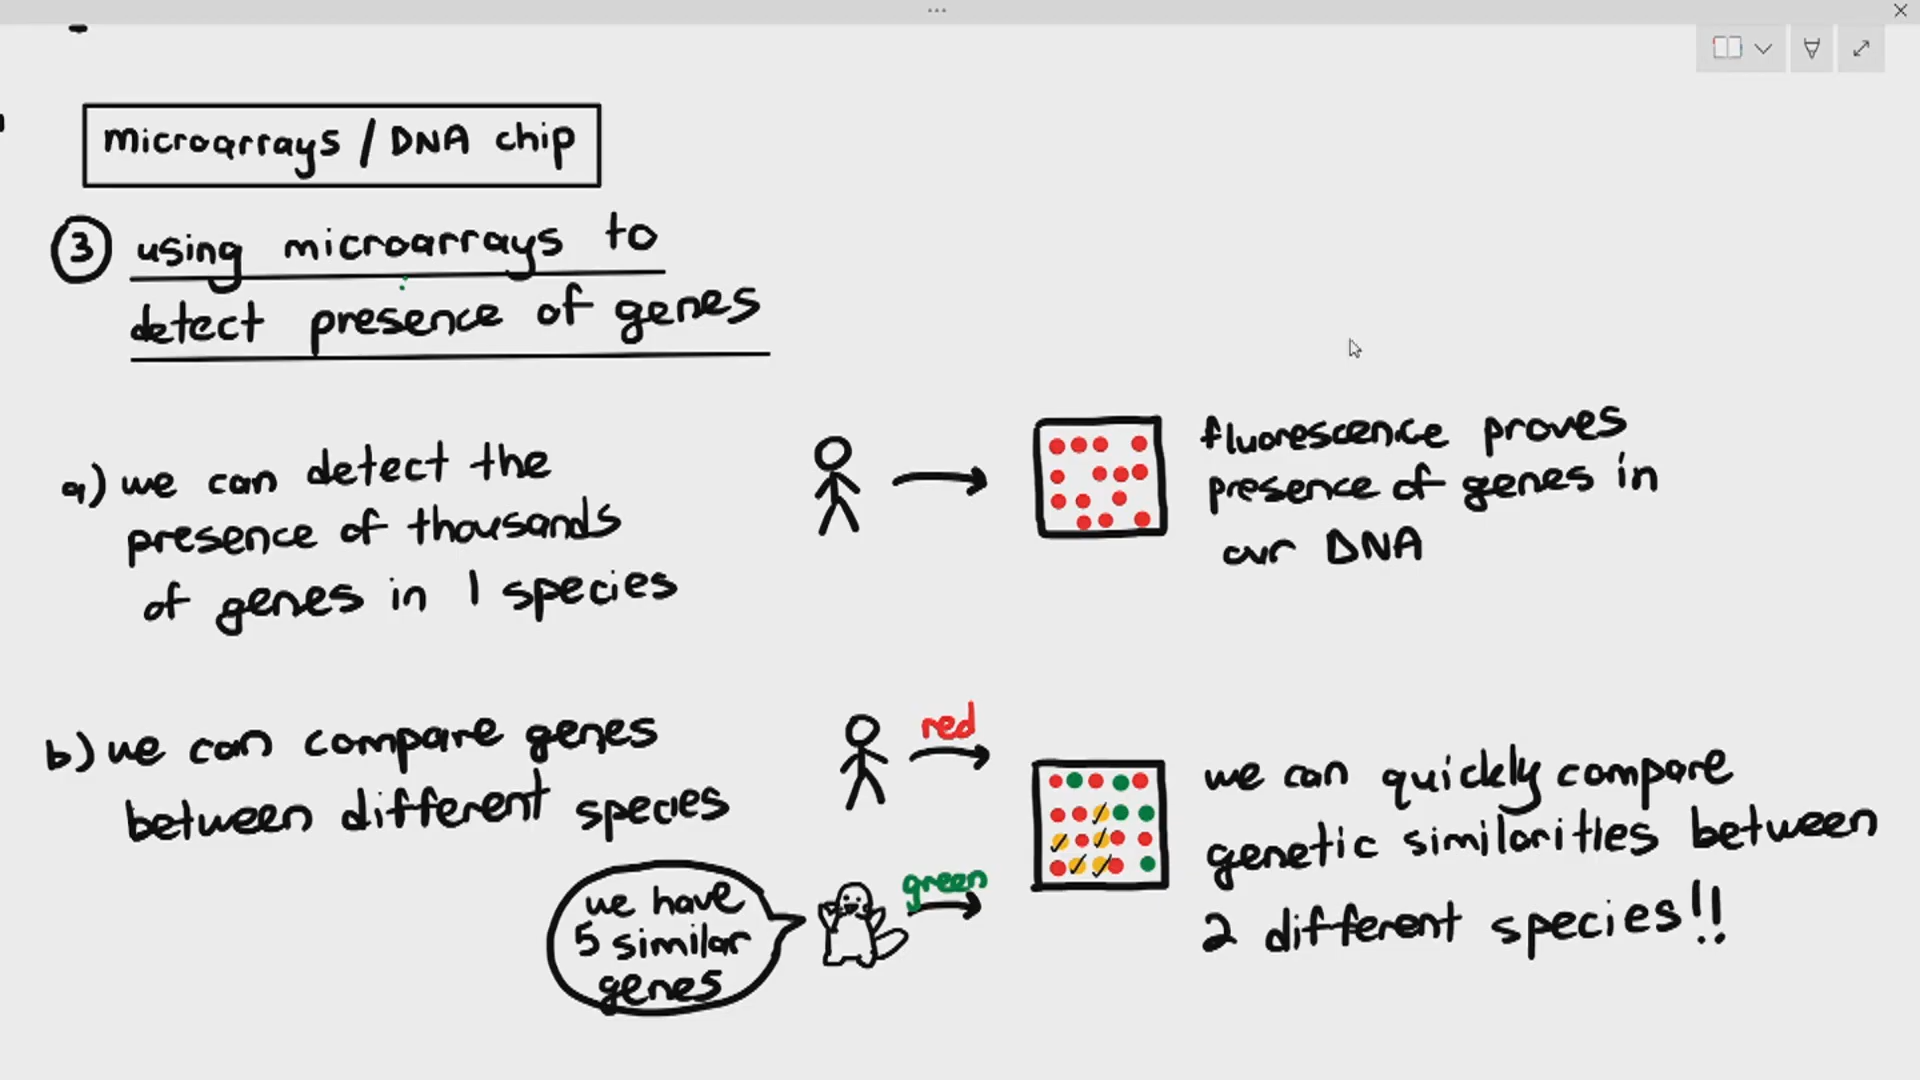 microarrays / DNA chip
3 using microarrays to
detect presence of genes
a) we can detect the
presence of thousands
of genes in 1 species
fluorescence proves
presence of genes in
our DNA
b) we can compare genes
between different species
red
green
we have
5 similar
genes
we can quickly compare
genetic similarities between
2 different species!!